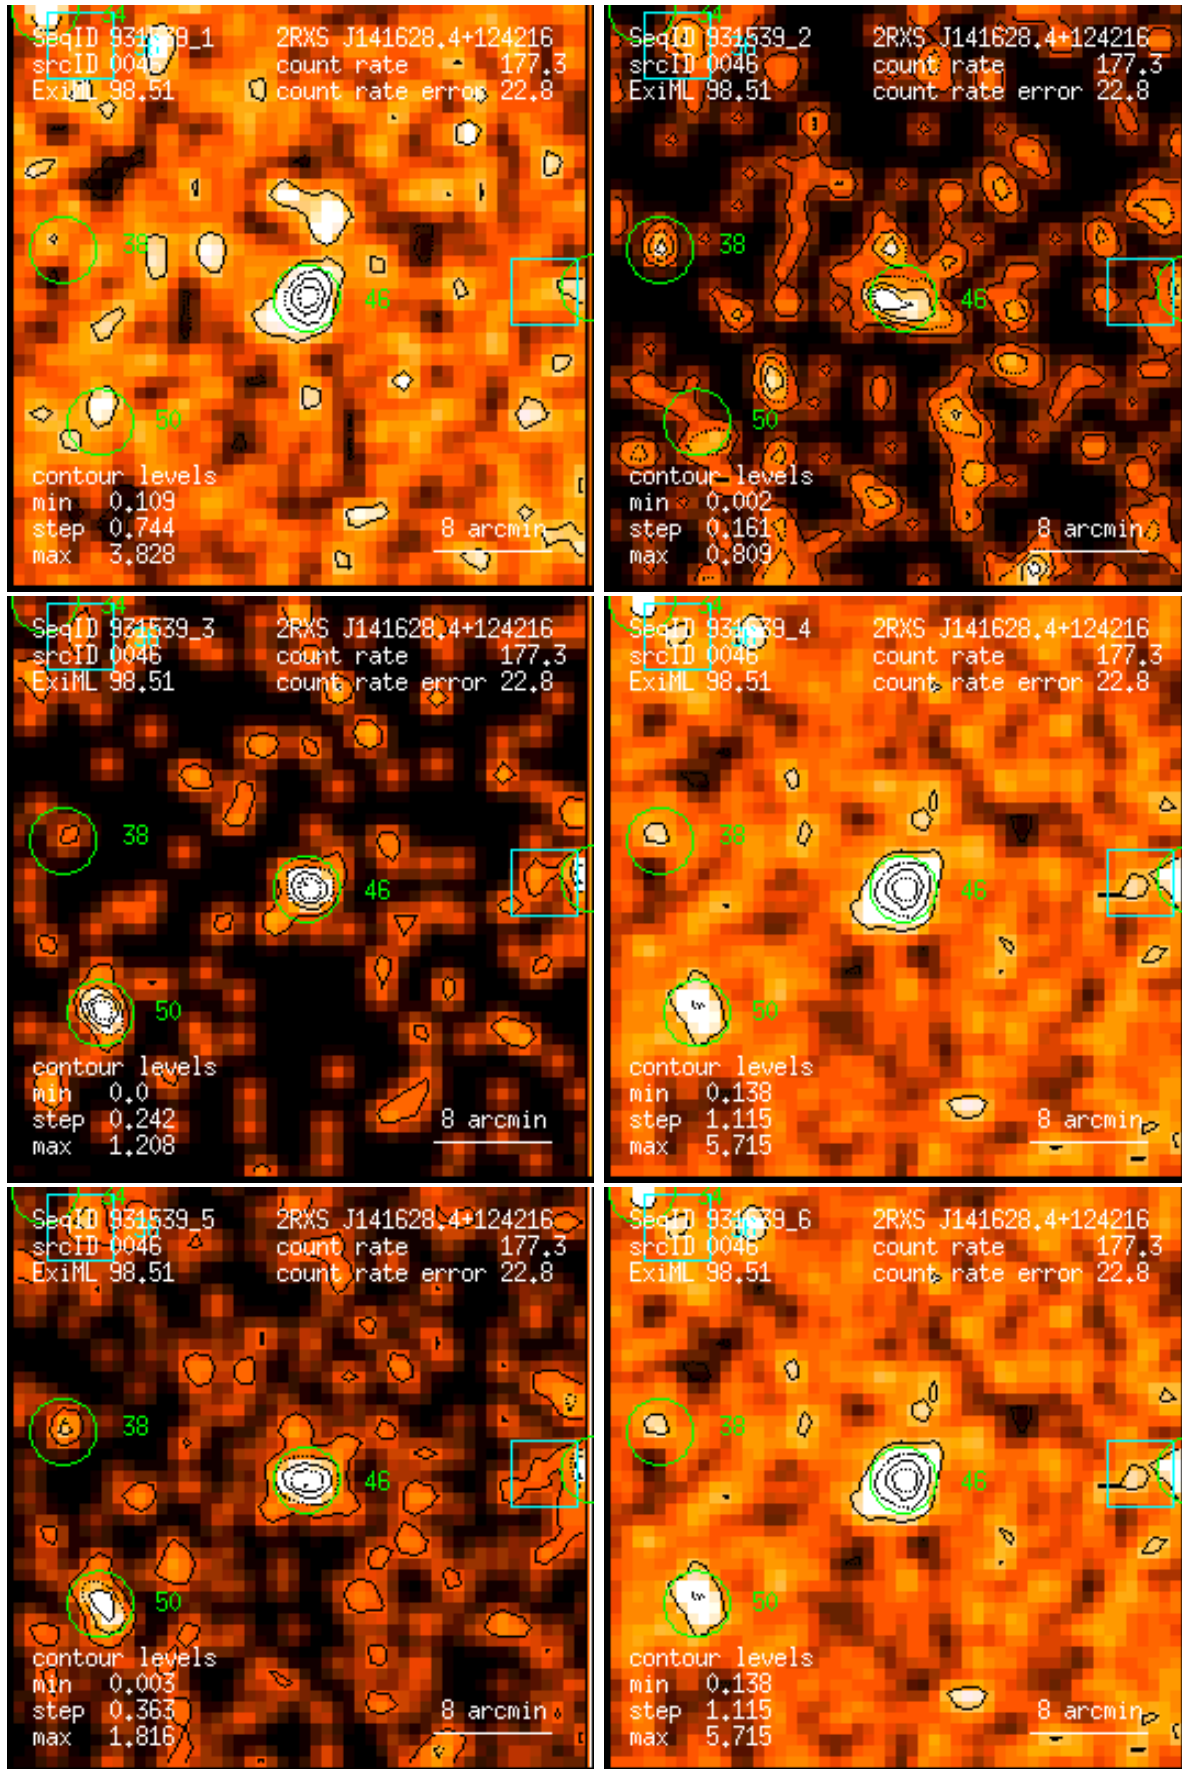 34
SeqID 931539_1 2RXS J141628.4+124216
srcID 0046 count rate 177.3
ExiML 98.51 count rate error 22.8
38
46
50
contour levels
min 0.109
step 0.744 8 arcmin
max 3.828
34
SeqID 931539_2 2RXS J141628.4+124216
srcID 0046 count rate 177.3
ExiML 98.51 count rate error 22.8
38
46
50
contour levels
min 0.002
step 0.161 8 arcmin
max 0.809
34
SeqID 931539_3 2RXS J141628.4+124216
srcID 0046 count rate 177.3
ExiML 98.51 count rate error 22.8
38
46
50
contour levels
min 0.0
step 0.242 8 arcmin
max 1.208
34
SeqID 931539_4 2RXS J141628.4+124216
srcID 0046 count rate 177.3
ExiML 98.51 count rate error 22.8
38
46
50
contour levels
min 0.138
step 1.115 8 arcmin
max 5.715
34
SeqID 931539_5 2RXS J141628.4+124216
srcID 0046 count rate 177.3
ExiML 98.51 count rate error 22.8
38
46
50
contour levels
min 0.003
step 0.363 8 arcmin
max 1.816
34
SeqID 931539_6 2RXS J141628.4+124216
srcID 0046 count rate 177.3
ExiML 98.51 count rate error 22.8
38
46
50
contour levels
min 0.138
step 1.115 8 arcmin
max 5.715